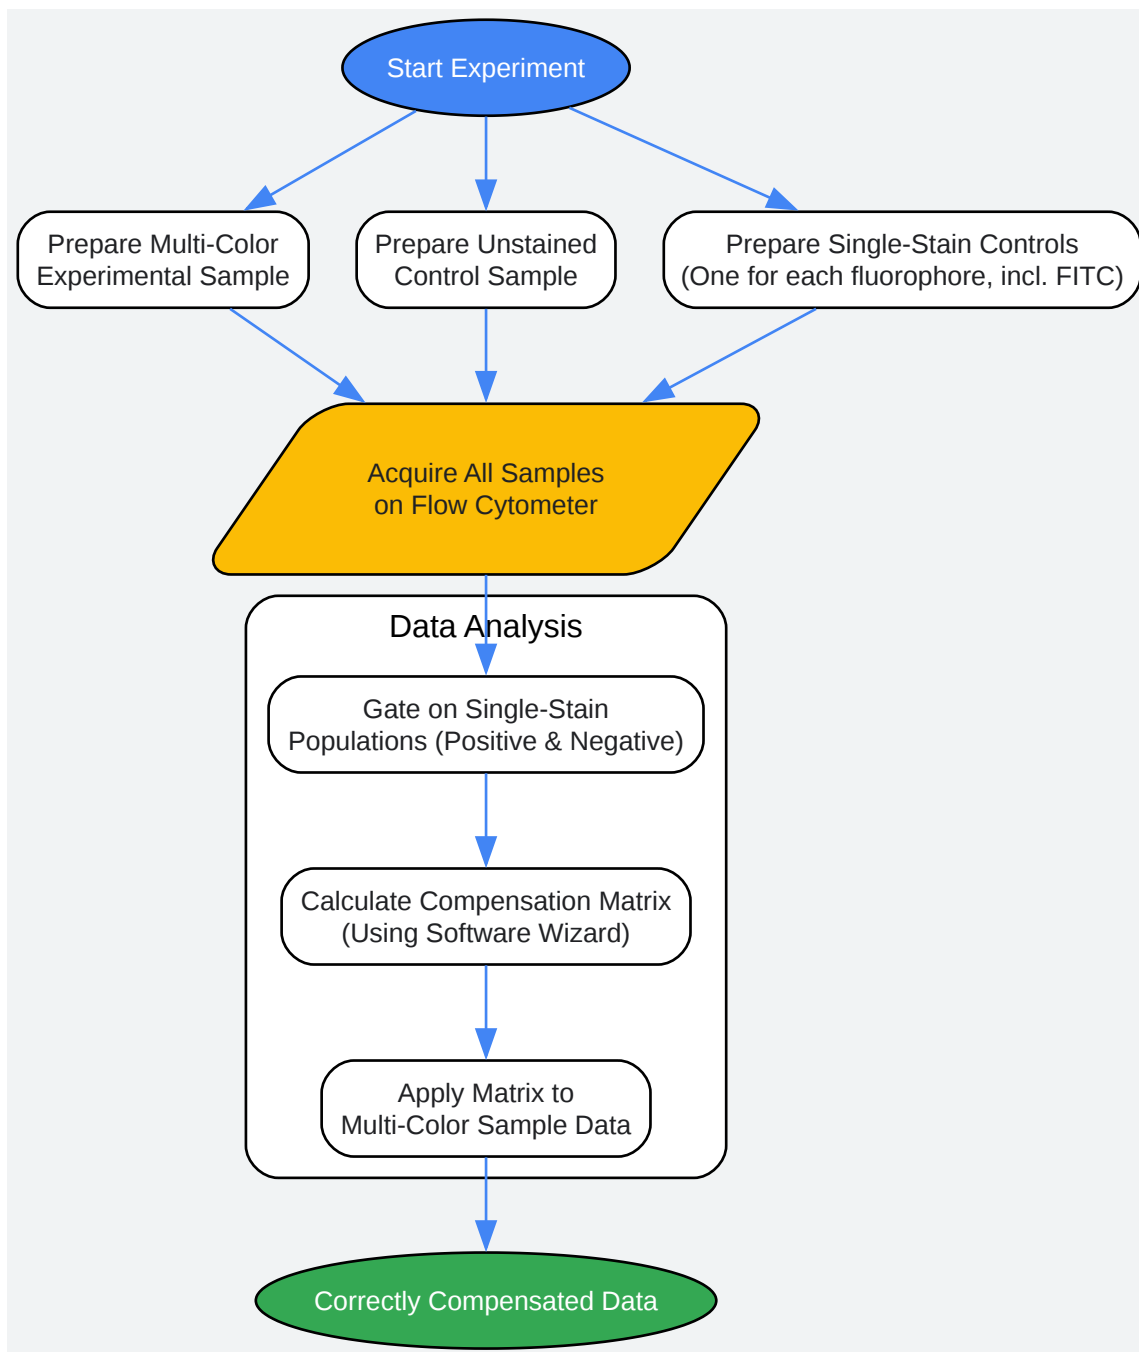 Start Experiment
Prepare Multi-Color
Experimental Sample
Prepare Unstained
Control Sample
Prepare Single-Stain Controls
(One for each fluorophore, incl. FITC)
Acquire All Samples
on Flow Cytometer
Data Analysis
Gate on Single-Stain
Populations (Positive & Negative)
Calculate Compensation Matrix
(Using Software Wizard)
Apply Matrix to
Multi-Color Sample Data
Correctly Compensated Data